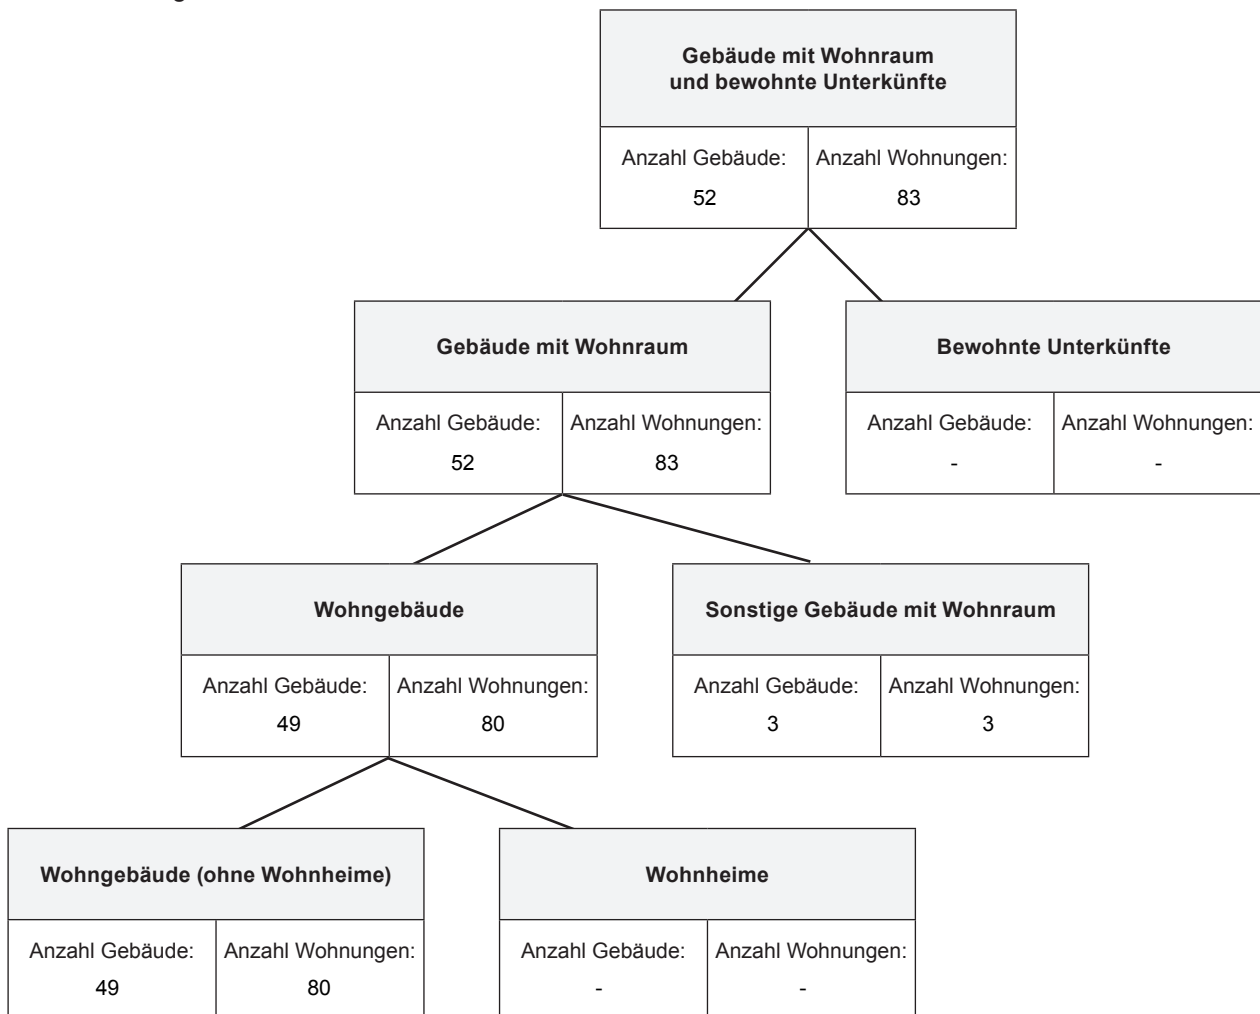 Gebäude mit Wohnraum
und bewohnte Unterkünfte
Anzahl Gebäude: Anzahl Wohnungen:
52 83
Gebäude mit Wohnraum
Anzahl Gebäude: Anzahl Wohnungen:
52 83
Bewohnte Unterkünfte
Anzahl Gebäude: Anzahl Wohnungen:
- -
Wohngebäude
Anzahl Gebäude: Anzahl Wohnungen:
49 80
Sonstige Gebäude mit Wohnraum
Anzahl Gebäude: Anzahl Wohnungen:
3 3
Wohngebäude (ohne Wohnheime)
Anzahl Gebäude: Anzahl Wohnungen:
49 80
Wohnheime
Anzahl Gebäude: Anzahl Wohnungen:
- -